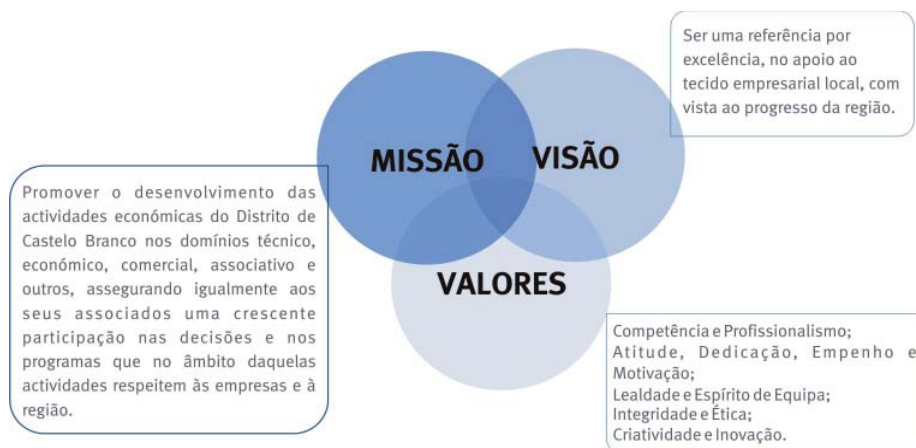 Ser uma referência por
excelência, no apoio ao
tecido empresarial local, com
vista ao progresso da região.
MISSÃO
VISÃO
Promover o desenvolvimento das
actividades económicas do Distrito de
Castelo Branco nos domínios técnico,
económico, comercial, associativo e
outros, assegurando igualmente aos
seus associados uma crescente
participação nas decisões e nos
programas que no âmbito daquelas
actividades respeitem às empresas e à
região.
VALORES
Competência e Profissionalismo;
Atitude, Dedicação, Empenho e
Motivação;
Lealdade e Espírito de Equipa;
Integridade e Ética;
Criatividade e Inovação.